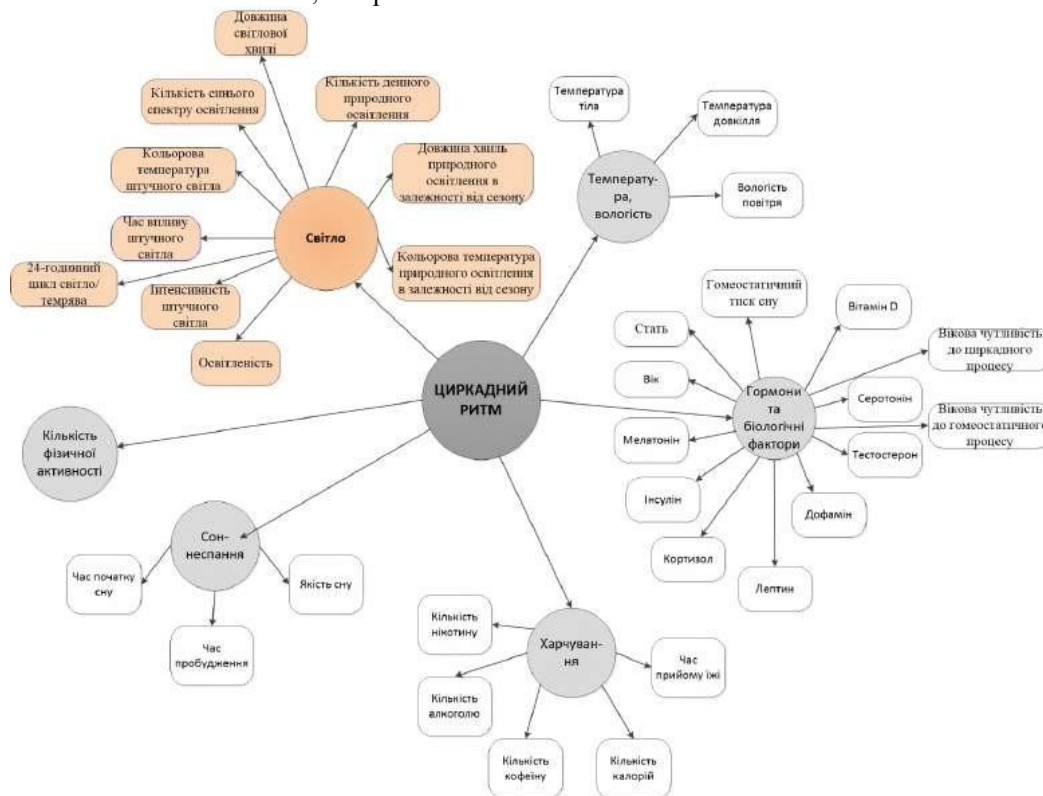 Довжина
світлової
хвилі
Кількість синього
спектру освітлення
Кількість денного
природного
освітлення
Кольорова
температура
штучного світла
Довжина хвиль
природного
освітлення в
залежності від сезону
Час впливу
штучного
світла
Світло
24-годинний
цикл світло/
темрява
Інтенсивність
штучного
світла
Кольорова температура
природного освітлення
в залежності від сезону
Освітленість
Температура
тіла
Температура
довкілля
Температу-
ра,
вологість
Вологість
повітря
ЦИРКАДНИЙ
РИТМ
Гомеостатичний
тиск сну
Вітамін D
Стать
Вікова чутливість
до циркадного
процесу
Вік
Гормони та
біологічні
фактори
Серотонін
Вікова чутливість
до гомеостатичного
процесу
Мелатонін
Тестостерон
Інсулін
Дофамін
Кортизол
Лептин
Кількість
фізичної
активності
Сон-
неспання
Час початку
сну
Якість сну
Час
пробудження
Харчуван-
ня
Кількість
нікотину
Час
прийому їжі
Кількість
алкоголю
Кількість
кофеїну
Кількість
калорій